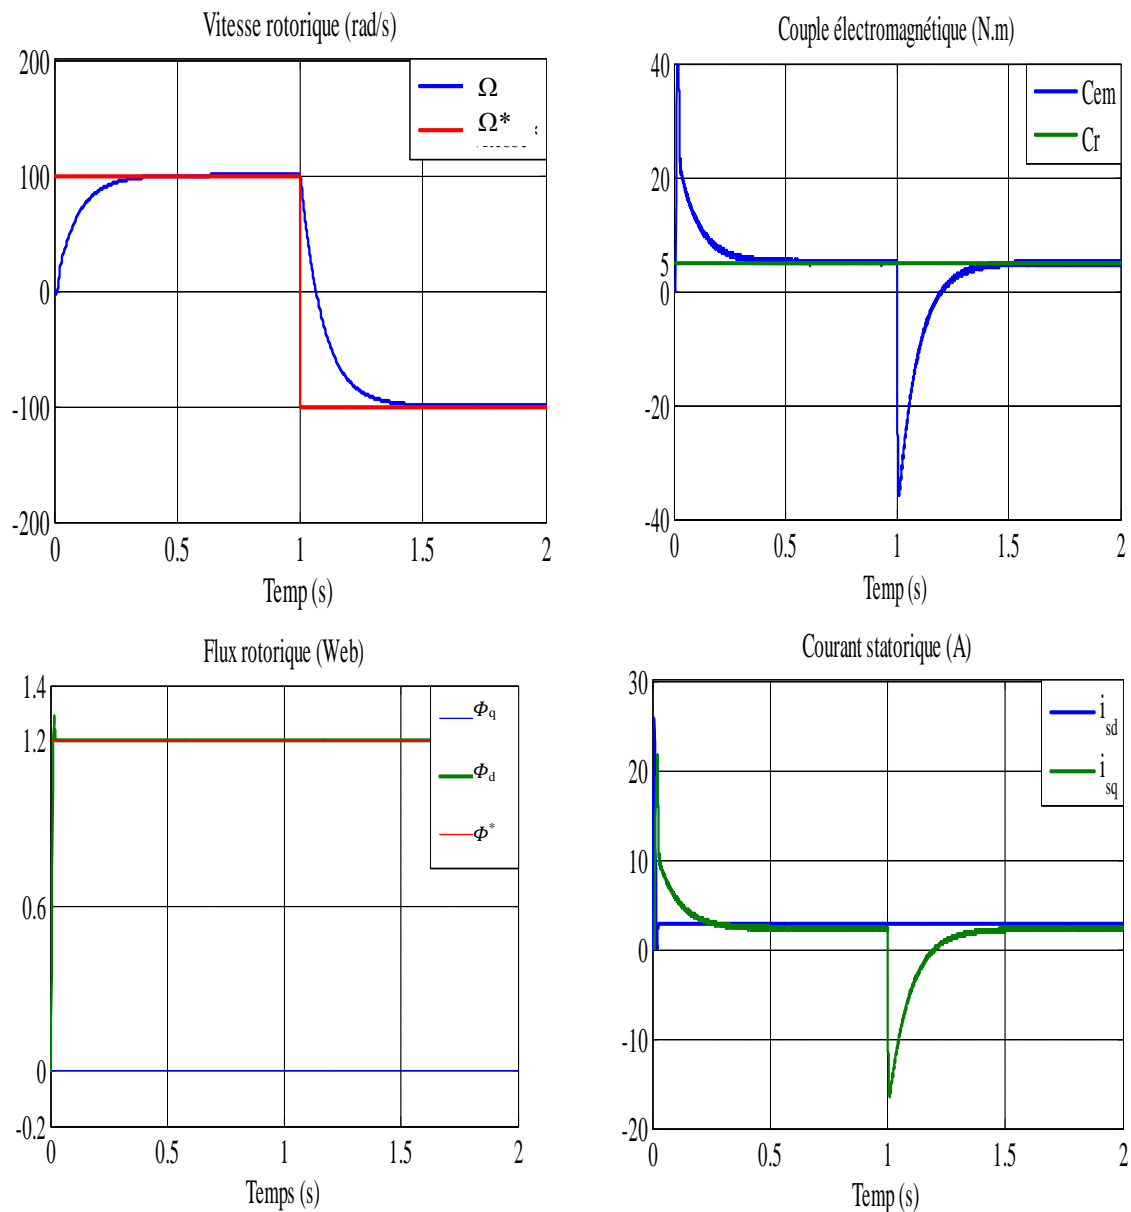 Vitesse rotorique (rad/s)
200
100
0
-100
-200
0
0.5
1
1.5
2
Temp (s)
Ω
Ω*
Couple électromagnétique (N.m)
40
20
5
0
-20
-40
0
0.5
1
1.5
2
Temp (s)
Cem
Cr
Flux rotorique (Web)
1.4
1.2
0.6
0
-0.2
0
0.5
1
1.5
2
Temps (s)
Φq
Φd
Φ*
Courant statorique (A)
30
20
10
0
-10
-20
0
0.5
1
1.5
2
Temp (s)
isd
isq